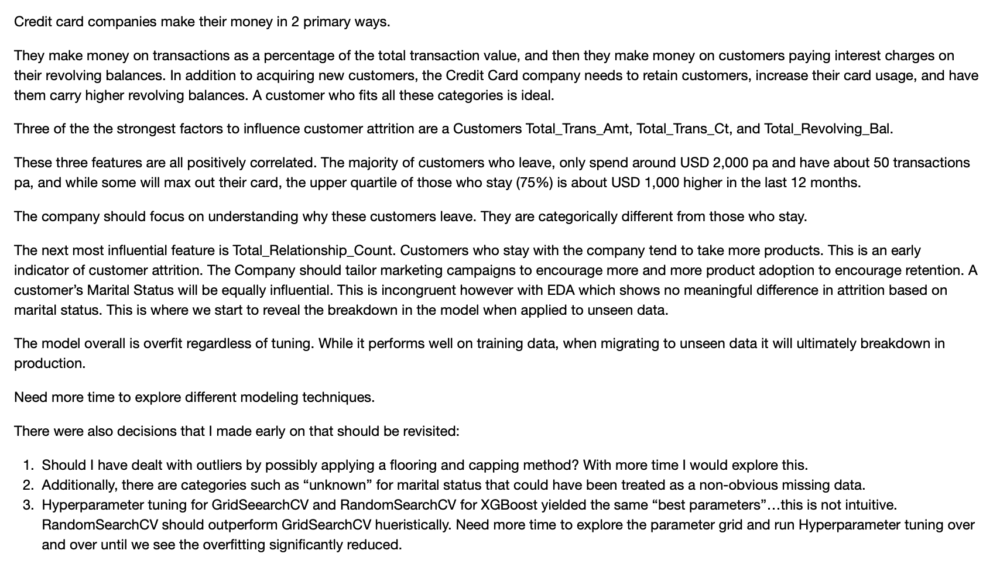 Credit card companies make their money in 2 primary ways.
They make money on transactions as a percentage of the total transaction value, and then they make money on customers paying interest charges on
their revolving balances. In addition to acquiring new customers, the Credit Card company needs to retain customers, increase their card usage, and have
them carry higher revolving balances. A customer who fits all these categories is ideal.
Three of the the strongest factors to influence customer attrition are a Customers Total_Trans_Amt, Total_Trans_Ct, and Total_Revolving_Bal.
These three features are all positively correlated. The majority of customers who leave, only spend around USD 2,000 pa and have about 50 transactions
pa, and while some will max out their card, the upper quartile of those who stay (75%) is about USD 1,000 higher in the last 12 months.
The company should focus on understanding why these customers leave. They are categorically different from those who stay.
The next most influential feature is Total_Relationship_Count. Customers who stay with the company tend to take more products. This is an early
indicator of customer attrition. The Company should tailor marketing campaigns to encourage more and more product adoption to encourage retention. A
customer’s Marital Status will be equally influential. This is incongruent however with EDA which shows no meaningful difference in attrition based on
marital status. This is where we start to reveal the breakdown in the model when applied to unseen data.
The model overall is overfit regardless of tuning. While it performs well on training data, when migrating to unseen data it will ultimately breakdown in
production.
Need more time to explore different modeling techniques.
There were also decisions that I made early on that should be revisited:
1. Should I have dealt with outliers by possibly applying a flooring and capping method? With more time I would explore this.
2. Additionally, there are categories such as “unknown” for marital status that could have been treated as a non-obvious missing data.
3. Hyperparameter tuning for GridSeearchCV and RandomSearchCV for XGBoost yielded the same “best parameters”…this is not intuitive.
RandomSearchCV should outperform GridSearchCV hueristically. Need more time to explore the parameter grid and run Hyperparameter tuning over
and over until we see the overfitting significantly reduced.